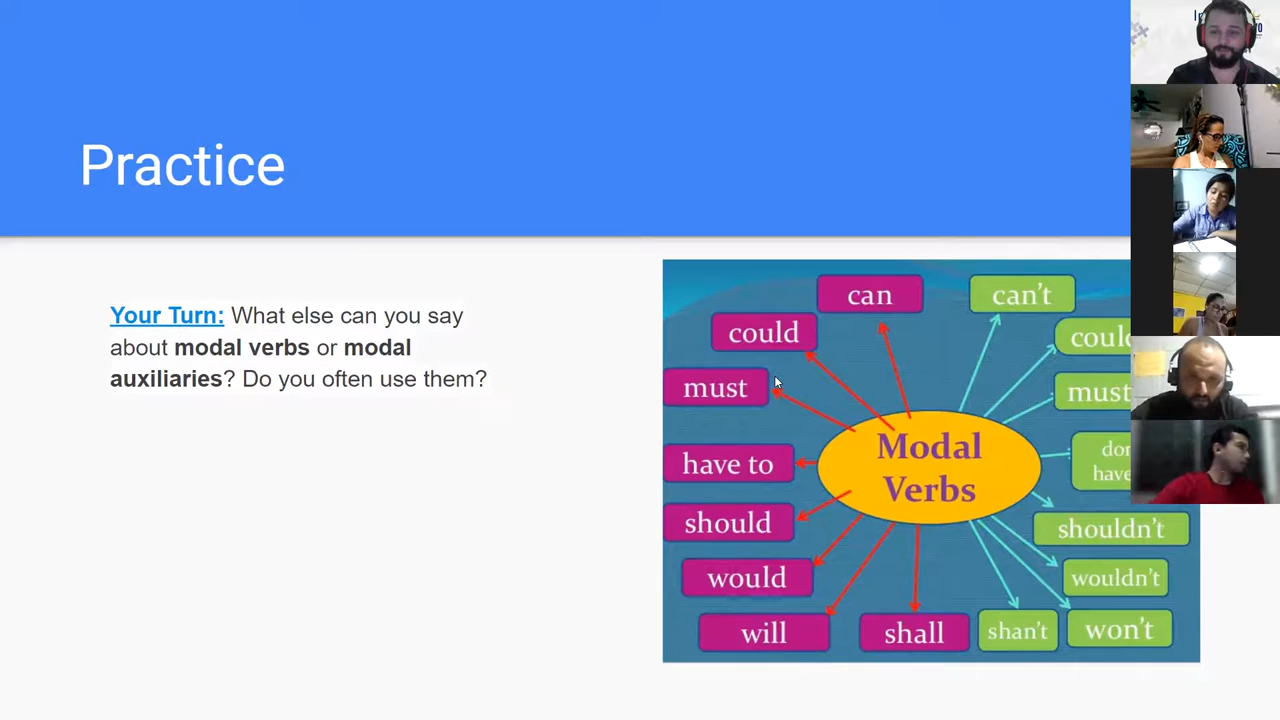 Practice
Your Turn: What else can you say
about modal verbs or modal
auxiliaries? Do you often use them?
can
can't
could
must
have to
Modal
Verbs
should
shouldn't
would
wouldn't
will
shall
shan't
won't